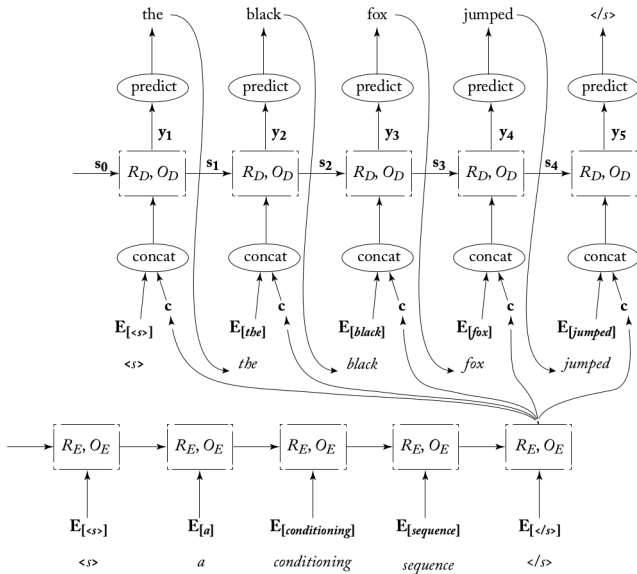 the black fox jumped </s>
predict predict predict predict predict
y₁ y₂ y₃ y₄ y₅
s₀ s₁ s₂ s₃ s₄
R_D, O_D R_D, O_D R_D, O_D R_D, O_D R_D, O_D
concat concat concat concat concat
E[<s>] c E[the] c E[black] c E[fox] c E[jumped] c
<s> the black fox jumped
R_E, O_E R_E, O_E R_E, O_E R_E, O_E R_E, O_E
E[<s>] E[a] E[conditioning] E[sequence] E[</s>]
<s> a conditioning sequence </s>